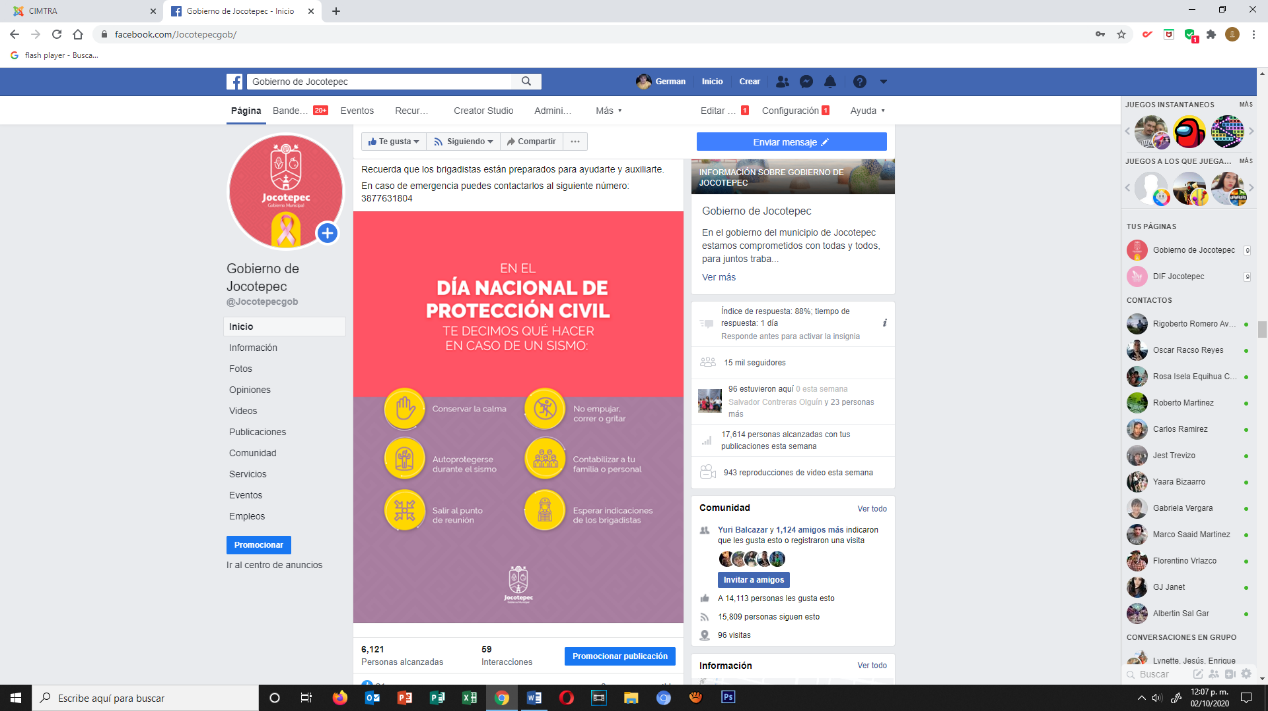 CIMTRA
Gobierno de Jocotepec - Inicio
facebook.com/Jocotepecgob/
1
flash player - Busca...
Gobierno de Jocotepec
German
Inicio
Crear
Página
Bande...
20+
Eventos
Recur...
Creator Studio
Admini...
Más
Editar ...
1
Configuración
1
Ayuda
Jocotepec
Gobierno Municipal
Gobierno de
Jocotepec
@Jocotepecgob
Inicio
Información
Fotos
Opiniones
Videos
Publicaciones
Comunidad
Servicios
Eventos
Empleos
Promocionar
Ir al centro de anuncios
Te gusta
Siguiendo
Compartir
Recuerda que los brigadistas están preparados para ayudarte y auxiliarte.
En caso de emergencia puedes contactarlos al siguiente número:
3877631804
EN EL
DÍA NACIONAL DE
PROTECCIÓN CIVIL
TE DECIMOS QUÉ HACER
EN CASO DE UN SISMO:
Conservar la calma
No empujar,
correr o gritar
Autoprotegerse
durante el sismo
Contabilizar a tu
familia o personal
Salir al punto
de reunión
Esperar indicaciones
de los brigadistas
Jocotepec
6,121
Personas alcanzadas
59
Interacciones
Promocionar publicación
Enviar mensaje
INFORMACIÓN SOBRE GOBIERNO DE
JOCOTEPEC
Gobierno de Jocotepec
En el gobierno del municipio de Jocotepec
estamos comprometidos con todas y todos,
para juntos traba...
Ver más
Índice de respuesta: 88%; tiempo de
respuesta: 1 día
Responde antes para activar la insignia
15 mil seguidores
96 estuvieron aquí 0 esta semana
Salvador Contreras Olguin y 23 personas
más
17,614 personas alcanzadas con tus
publicaciones esta semana
943 reproducciones de video esta semana
Comunidad
Ver todo
Yuri Balcazar y 1,124 amigos más indicaron
que les gusta esto o registraron una visita
Invitar a amigos
A 14,113 personas les gusta esto
15,809 personas siguen esto
96 visitas
Información
Ver todo
JUEGOS INSTANTÁNEOS
MÁS
JUEGOS A LOS QUE JUEGA...
MÁS
TUS PÁGINAS
Gobierno de Jocotepec
9
DIF Jocotepec
9
CONTACTOS
Rigoberto Romero Av...
Oscar Racso Reyes
Rosa Isela Equihua C...
Roberto Martinez
Carlos Ramirez
Jest Trevizo
Yaara Bizaarro
Gabriela Vergara
Marco Saaid Martinez
Florentino Vrlazco
GJ Janet
Albertin Sal Gar
CONVERSACIONES EN GRUPO
Lynette, Jesús, Enrique
Buscar
Escribe aquí para buscar
12:07 p. m.
02/10/2020